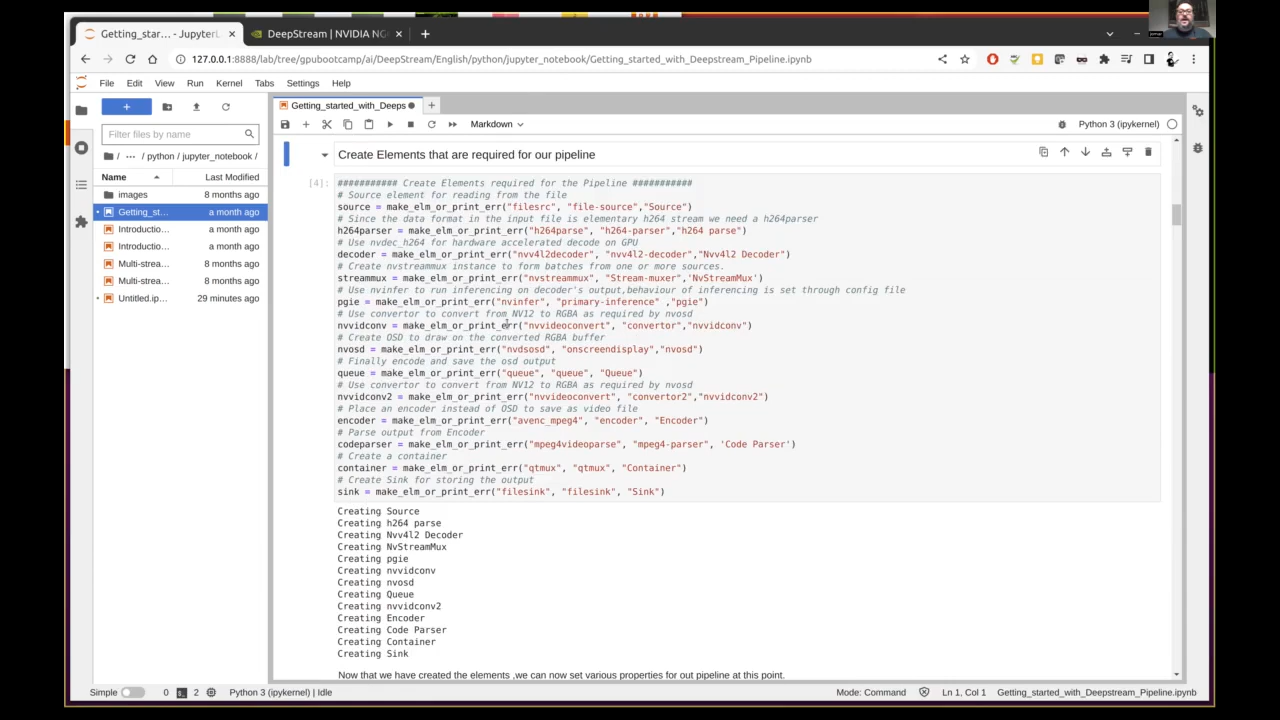 Getting_star... - JupyterL
DeepStream | NVIDIA NG
127.0.0.1:8888/lab/tree/gpubootcamp/ai/DeepStream/English/python/jupyter_notebook/Getting_started_with_Deepstream_Pipeline.ipynb
File Edit View Run Kernel Tabs Settings Help
Getting_started_with_Deeps
Filter files by name
Markdown
Python 3 (ipykernel)
/ ... / python / jupyter_notebook /
Name Last Modified
images 8 months ago
Getting_st... a month ago
Introductio... a month ago
Introductio... a month ago
Multi-strea... 8 months ago
Multi-strea... 8 months ago
Untitled.ip... 29 minutes ago
Create Elements that are required for our pipeline
[4]:
########### Create Elements required for the Pipeline ###########
# Source element for reading from the file
source = make_elm_or_print_err("filesrc", "file-source","Source")
# Since the data format in the input file is elementary h264 stream we need a h264parser
h264parser = make_elm_or_print_err("h264parse", "h264-parser","h264 parse")
# Use nvdec_h264 for hardware accelerated decode on GPU
decoder = make_elm_or_print_err("nvv4l2decoder", "nvv4l2-decoder","Nvv4l2 Decoder")
# Create nvstreammux instance to form batches from one or more sources.
streammux = make_elm_or_print_err("nvstreammux", "Stream-muxer",'NvStreamMux')
# Use nvinfer to run inferencing on decoder's output,behaviour of inferencing is set through config file
pgie = make_elm_or_print_err("nvinfer", "primary-inference" ,"pgie")
# Use convertor to convert from NV12 to RGBA as required by nvosd
nvvidconv = make_elm_or_print_err("nvvideoconvert", "convertor","nvvidconv")
# Create OSD to draw on the converted RGBA buffer
nvosd = make_elm_or_print_err("nvdsosd", "onscreendisplay","nvosd")
# Finally encode and save the osd output
queue = make_elm_or_print_err("queue", "queue", "Queue")
# Use convertor to convert from NV12 to RGBA as required by nvosd
nvvidconv2 = make_elm_or_print_err("nvvideoconvert", "convertor2","nvvidconv2")
# Place an encoder instead of OSD to save as video file
encoder = make_elm_or_print_err("avenc_mpeg4", "encoder", "Encoder")
# Parse output from Encoder
codeparser = make_elm_or_print_err("mpeg4videoparse", "mpeg4-parser", 'Code Parser')
# Create a container
container = make_elm_or_print_err("qtmux", "qtmux", "Container")
# Create Sink for storing the output
sink = make_elm_or_print_err("filesink", "filesink", "Sink")
Creating Source
Creating h264 parse
Creating Nvv4l2 Decoder
Creating NvStreamMux
Creating pgie
Creating nvvidconv
Creating nvosd
Creating Queue
Creating nvvidconv2
Creating Encoder
Creating Code Parser
Creating Container
Creating Sink
Now that we have created the elements ,we can now set various properties for out pipeline at this point.
Simple 0 2 Python 3 (ipykernel) | Idle Mode: Command Ln 1, Col 1 Getting_started_with_Deepstream_Pipeline.ipynb